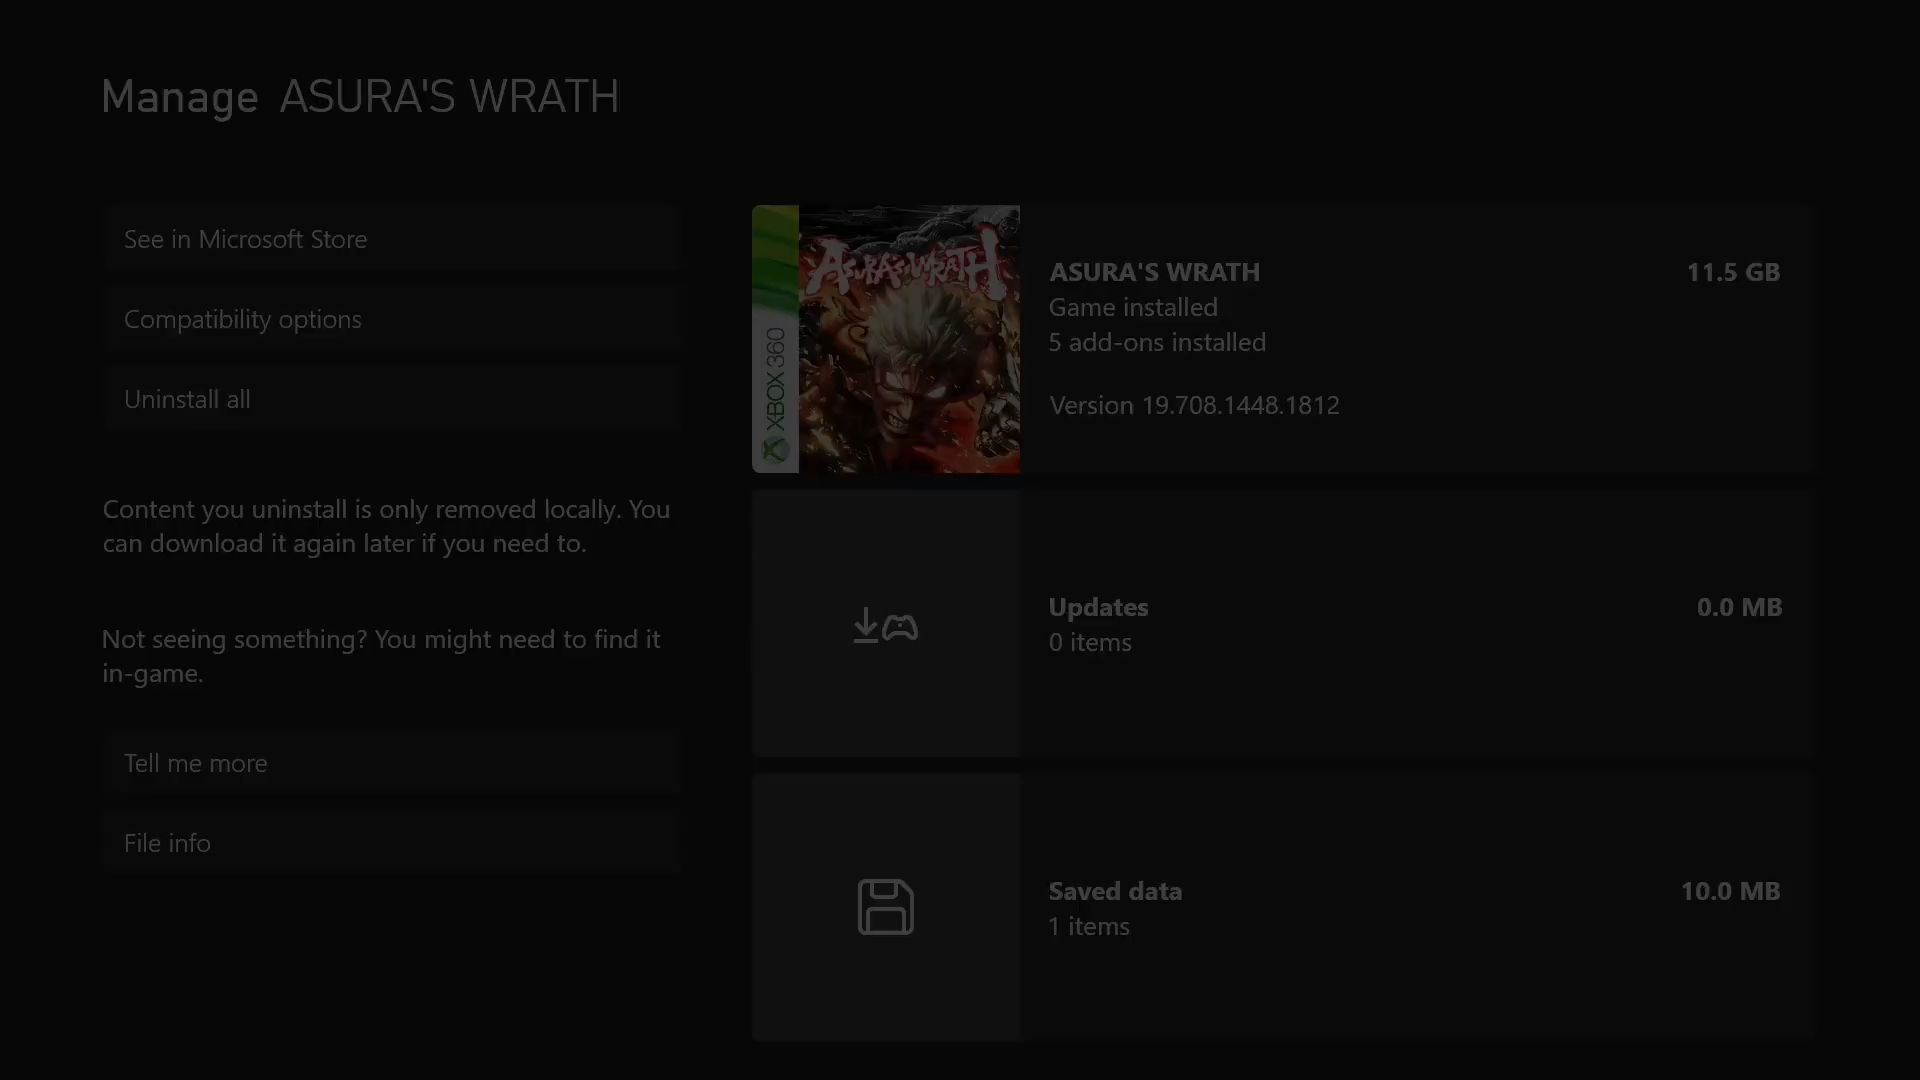 Manage ASURA'S WRATH
See in Microsoft Store
Compatibility options
Uninstall all
Content you uninstall is only removed locally. You
can download it again later if you need to.
Not seeing something? You might need to find it
in-game.
Tell me more
File info
ASURA'S WRATH
XBOX 360
ASURA'S WRATH
11.5 GB
Game installed
5 add-ons installed
Version 19.708.1448.1812
Updates
0.0 MB
0 items
Saved data
10.0 MB
1 items